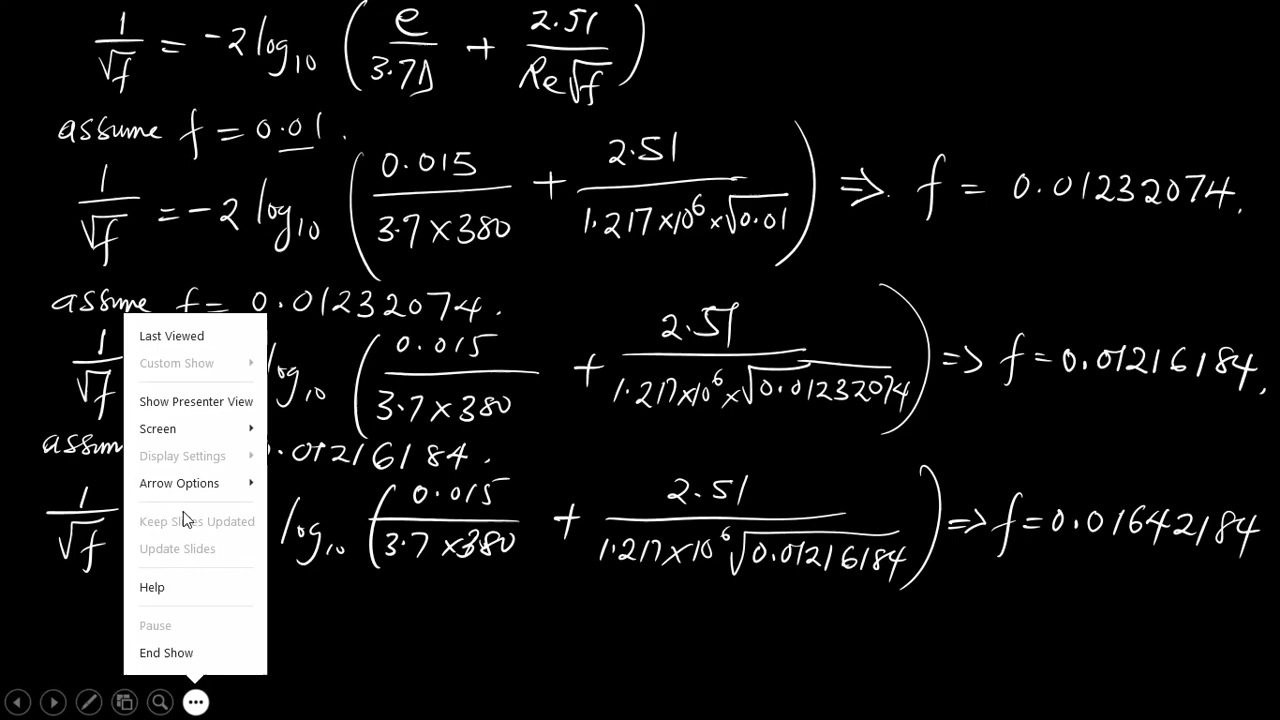 1/√f = -2 log10 ( e/3.7D + 2.51/Re√f )
assume f = 0.01.
1/√f = -2 log10 ( 0.015/3.7×380 + 2.51/1.217×10^6×√0.01 ) ⇒ f = 0.01232074.
assume f = 0.01232074.
1/√f log10 ( 0.015/3.7×380 + 2.51/1.217×10^6×√0.01232074 ) ⇒ f = 0.01216184.
assum .01216184.
1/√f log10 ( 0.015/3.7×380 + 2.51/1.217×10^6√0.01216184 ) ⇒ f = 0.01642184
Last Viewed
Custom Show
Show Presenter View
Screen
Display Settings
Arrow Options
Keep Slides Updated
Update Slides
Help
Pause
End Show